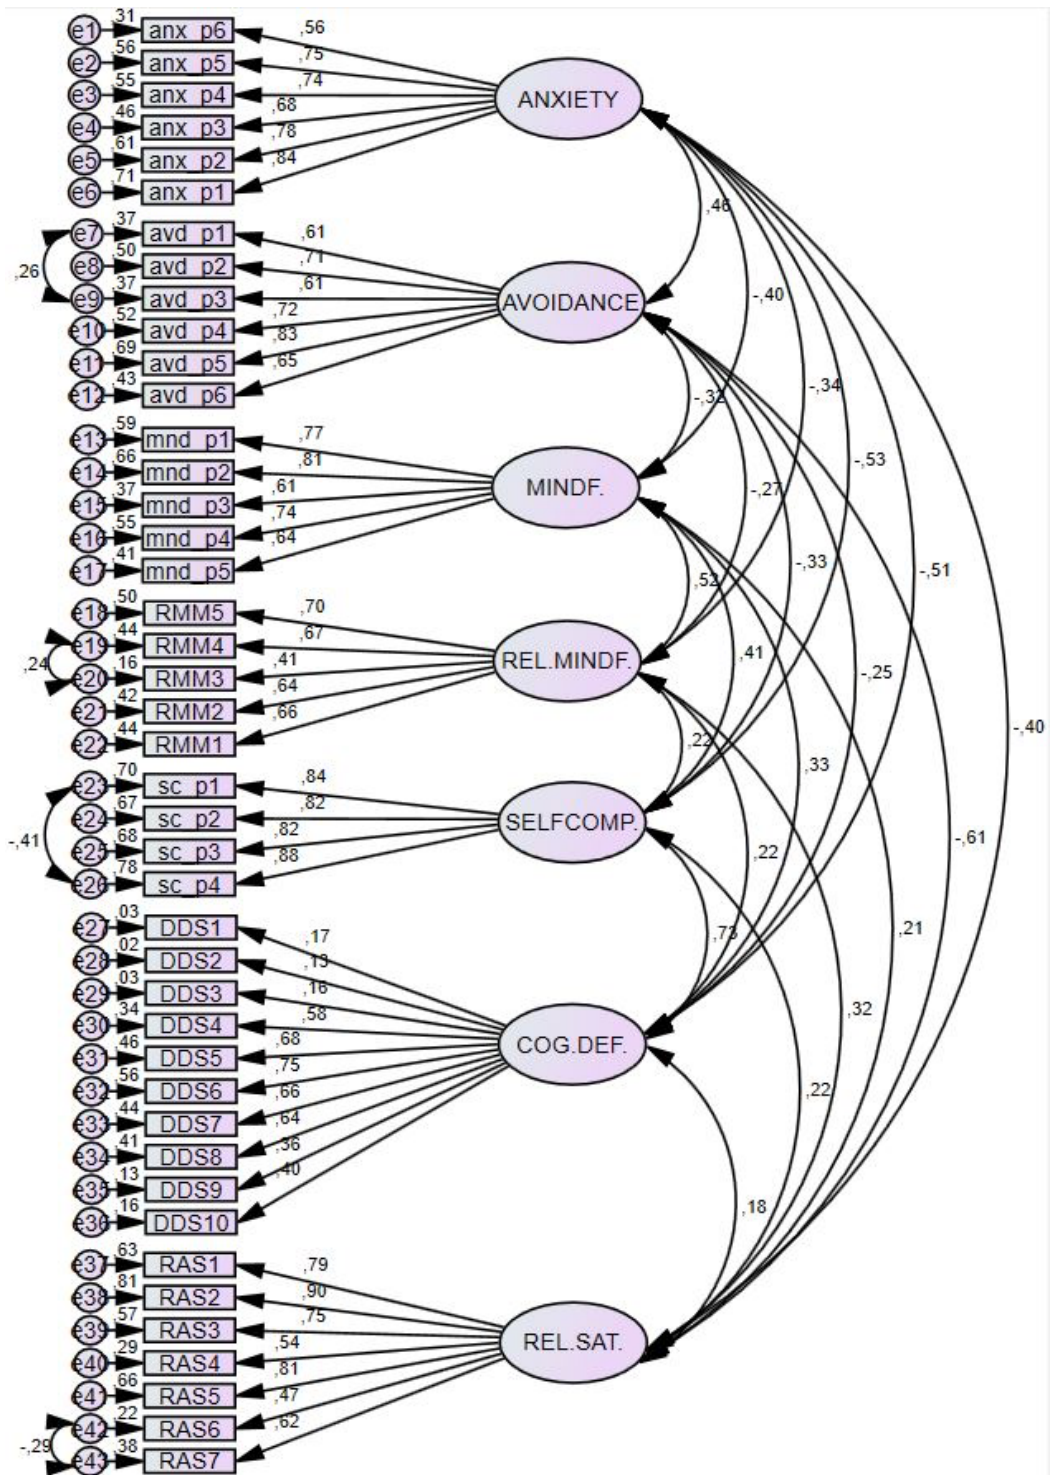 e1 ,31 anx_p6 ,56
e2 ,56 anx_p5 ,75
e3 ,55 anx_p4 ,74
e4 ,46 anx_p3 ,68
e5 ,61 anx_p2 ,78
e6 ,71 anx_p1 ,84
ANXIETY
e7 ,37 avd_p1 ,61
e8 ,50 avd_p2 ,71
e9 ,37 avd_p3 ,61
e10 ,52 avd_p4 ,72
e11 ,69 avd_p5 ,83
e12 ,43 avd_p6 ,65
,26
AVOIDANCE
e13 ,59 mnd_p1 ,77
e14 ,66 mnd_p2 ,81
e15 ,37 mnd_p3 ,61
e16 ,55 mnd_p4 ,74
e17 ,41 mnd_p5 ,64
MINDF.
e18 ,50 RMM5 ,70
e19 ,44 RMM4 ,67
e20 ,16 RMM3 ,41
e21 ,42 RMM2 ,64
e22 ,44 RMM1 ,66
,24
REL.MINDF.
e23 ,70 sc_p1 ,84
e24 ,67 sc_p2 ,82
e25 ,68 sc_p3 ,82
e26 ,78 sc_p4 ,88
-,41
SELFCOMP.
e27 ,03 DDS1 ,17
e28 ,02 DDS2 ,13
e29 ,03 DDS3 ,16
e30 ,34 DDS4 ,58
e31 ,46 DDS5 ,68
e32 ,56 DDS6 ,75
e33 ,44 DDS7 ,66
e34 ,41 DDS8 ,64
e35 ,13 DDS9 ,36
e36 ,16 DDS10 ,40
COG.DEF.
e37 ,63 RAS1 ,79
e38 ,81 RAS2 ,90
e39 ,57 RAS3 ,75
e40 ,29 RAS4 ,54
e41 ,66 RAS5 ,81
e42 ,22 RAS6 ,47
e43 ,38 RAS7 ,62
-,29
REL.SAT.
,46
-,40
-,34
-,32
-,53
-,27
-,33
-,51
,52
,41
-,25
-,40
,22
,33
-,61
,22
,73
,21
,32
,22
,18